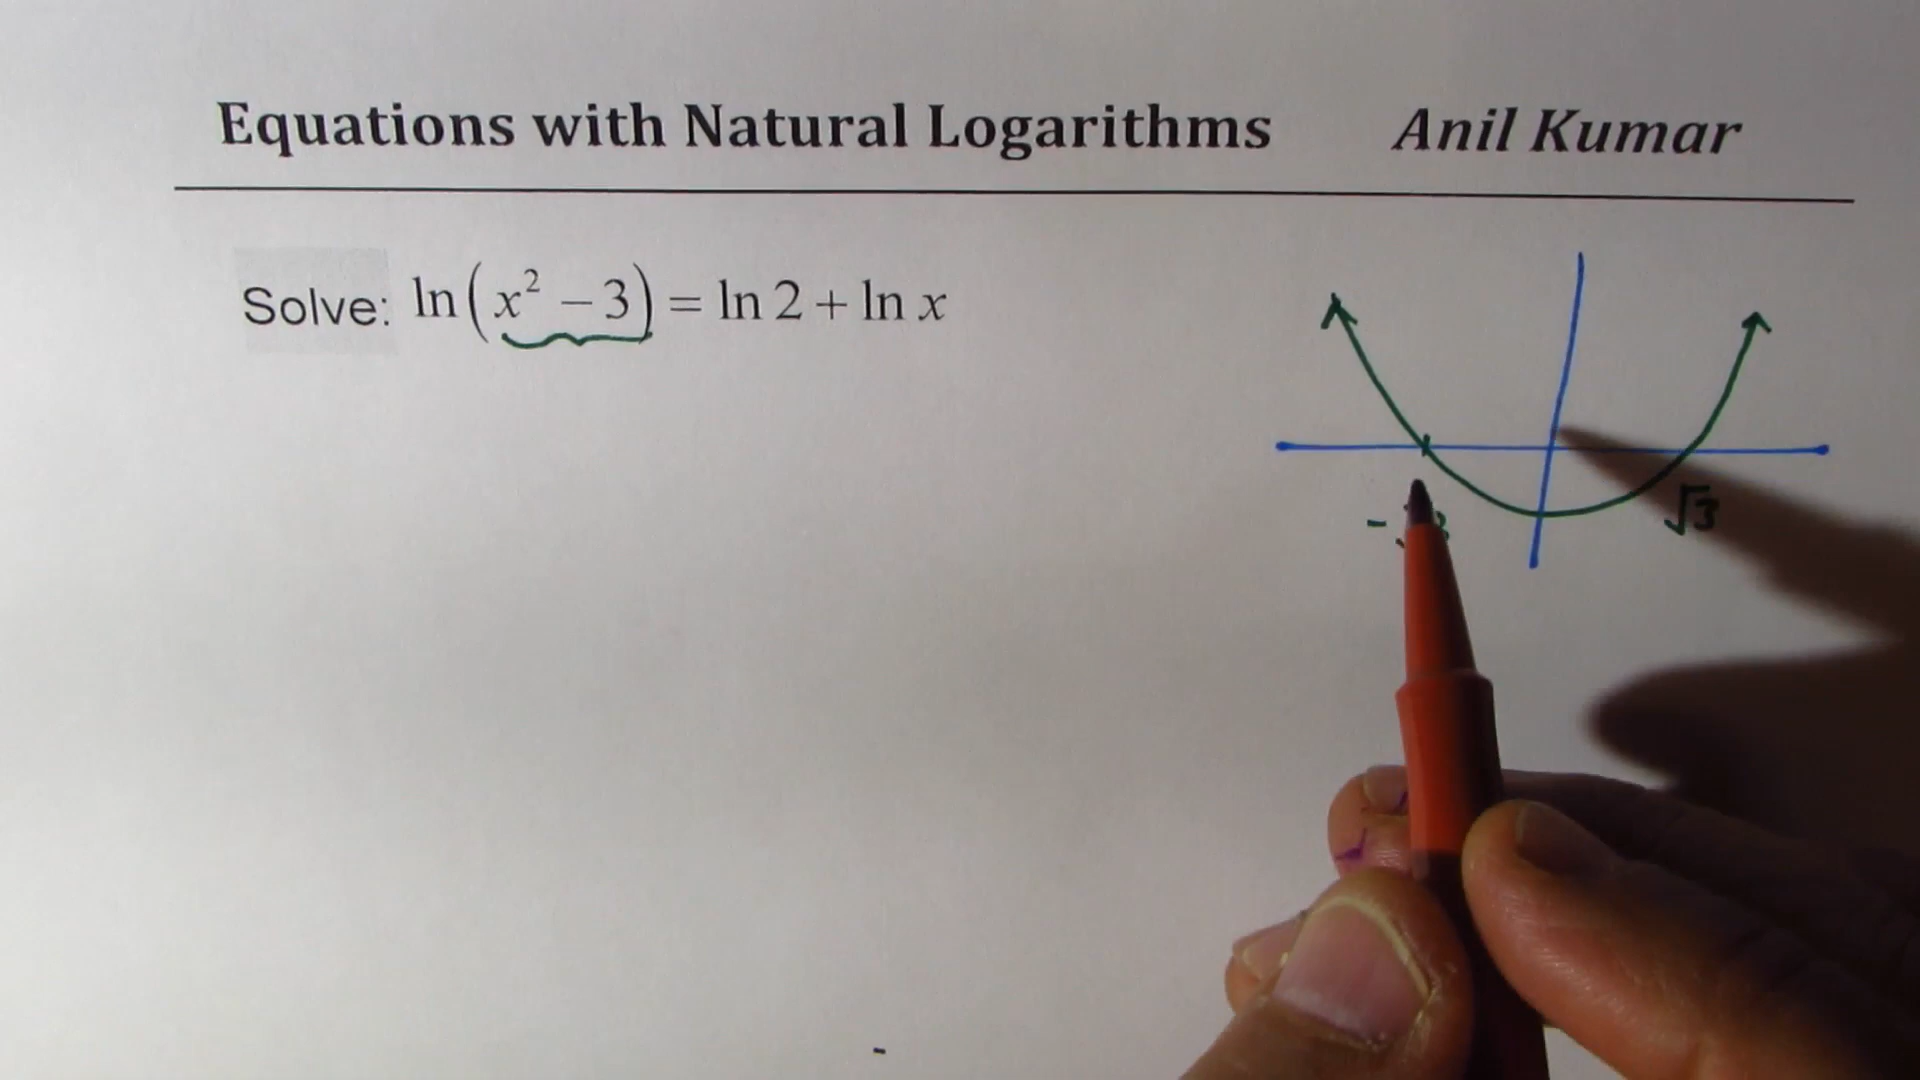 Equations with Natural Logarithms Anil Kumar
Solve: ln(x² − 3) = ln 2 + ln x
√3